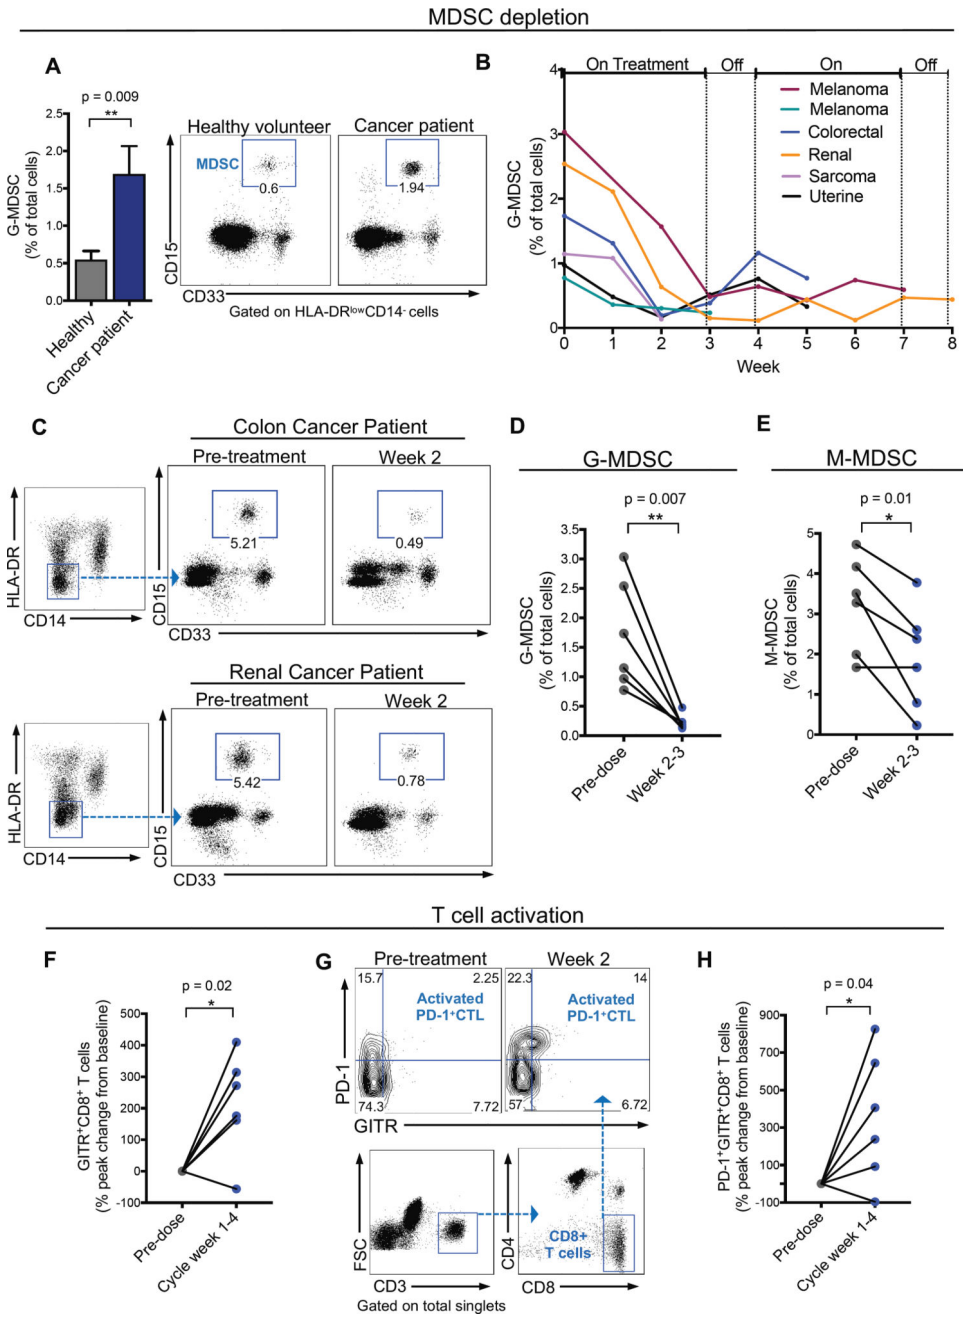 MDSC depletion
A
p = 0.009
**
2.5
2.0
1.5
1.0
0.5
0.0
G-MDSC
(% of total cells)
Healthy
Cancer patient
Healthy volunteer
Cancer patient
MDSC
0.6
1.94
CD15
CD33
Gated on HLA-DRlowCD14- cells
B
On Treatment
Off
On
Off
4
3
2
1
0
G-MDSC
(% of total cells)
Melanoma
Melanoma
Colorectal
Renal
Sarcoma
Uterine
0 1 2 3 4 5 6 7 8
Week
C
Colon Cancer Patient
Pre-treatment
Week 2
HLA-DR
CD14
CD15
5.21
0.49
CD33
Renal Cancer Patient
Pre-treatment
Week 2
HLA-DR
CD14
CD15
5.42
0.78
CD33
D
G-MDSC
p = 0.007
**
3.5
3.0
2.5
2.0
1.5
1.0
0.5
0.0
G-MDSC
(% of total cells)
Pre-dose
Week 2-3
E
M-MDSC
p = 0.01
*
5
4
3
2
1
0
M-MDSC
(% of total cells)
Pre-dose
Week 2-3
T cell activation
F
p = 0.02
*
500
400
300
200
100
0
-100
GITR+CD8+ T cells
(% peak change from baseline)
Pre-dose
Cycle week 1-4
G
Pre-treatment
Week 2
15.7
2.25
Activated
PD-1+CTL
74.3
7.72
22.3
14
Activated
PD-1+CTL
57
6.72
PD-1
GITR
FSC
CD3
Gated on total singlets
CD4
CD8+
T cells
CD8
H
p = 0.04
*
900
700
500
300
100
-100
PD-1+GITR+CD8+ T cells
(% peak change from baseline)
Pre-dose
Cycle week 1-4